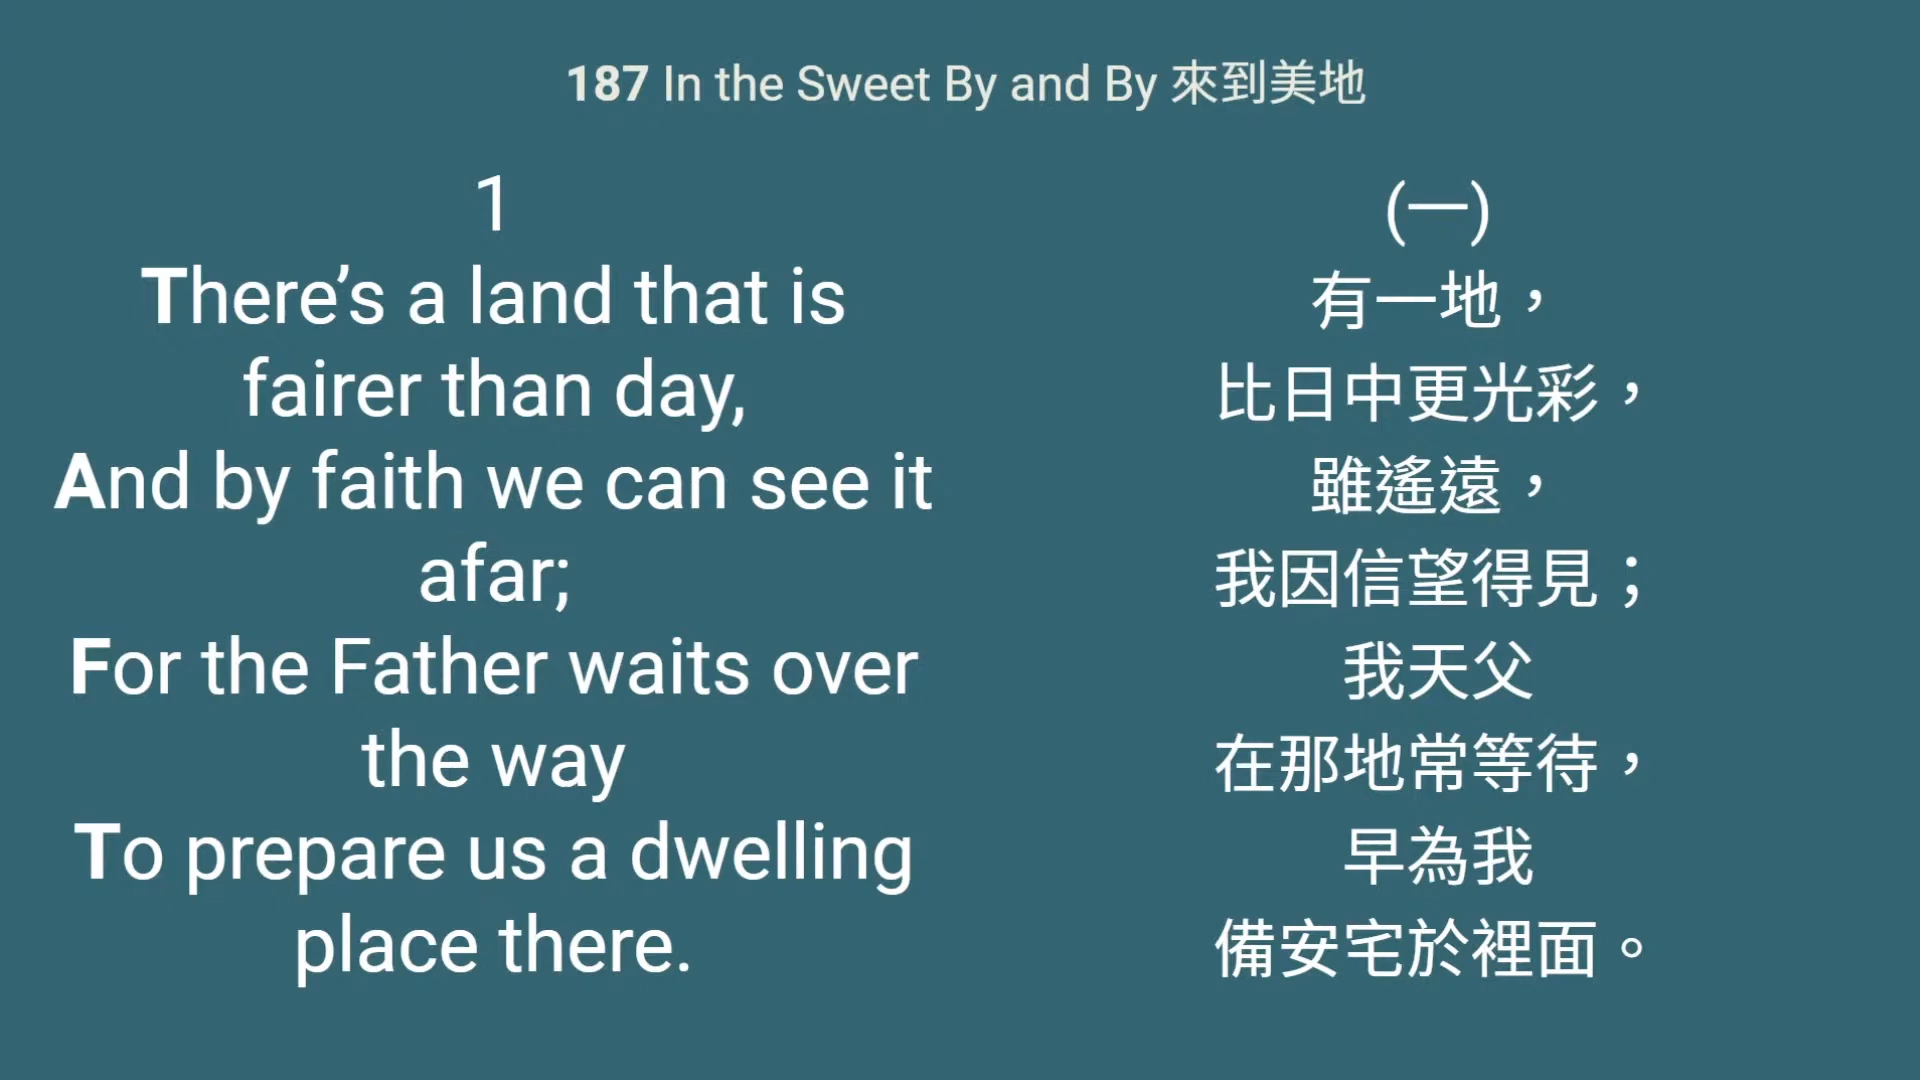 187 In the Sweet By and By 來到美地
1
There’s a land that is
fairer than day,
And by faith we can see it
afar;
For the Father waits over
the way
To prepare us a dwelling
place there.
(一)
有一地，
比日中更光彩，
雖遙遠，
我因信望得見；
我天父
在那地常等待，
早為我
備安宅於裡面。